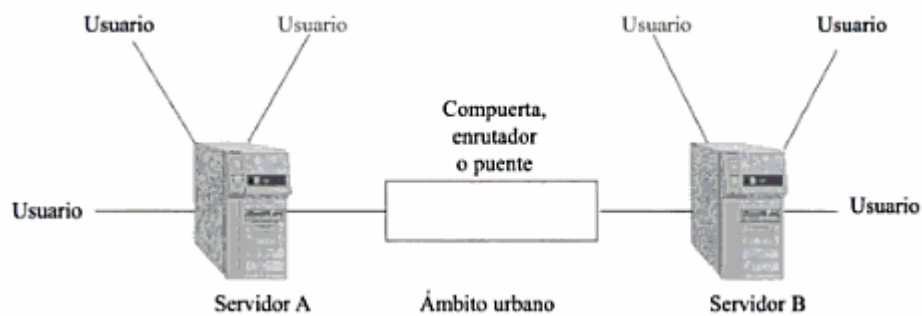 Usuario
Usuario
Usuario
Usuario
Compuerta,
enrutador
o puente
Usuario
Usuario
Servidor A
Ámbito urbano
Servidor B